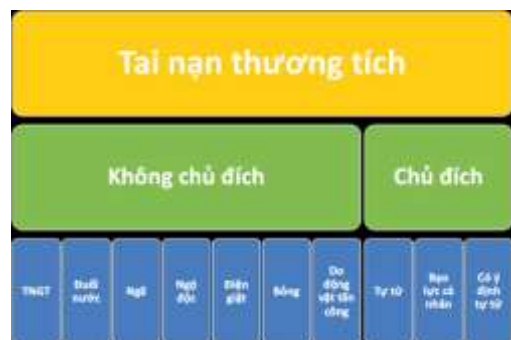 Tai nạn thương tích
Không chủ đích
Chủ đích
TNGT
Đuối
nước
Ngã
Ngộ
độc
Điện
giật
Bỏng
Do
động
vật tấn
công
Tự tử
Bạo
lực cá
nhân
Có ý
định
tự tử